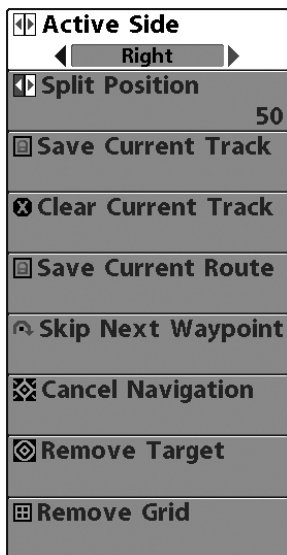 Active Side
Right
Split Position
50
Save Current Track
Clear Current Track
Save Current Route
Skip Next Waypoint
Cancel Navigation
Remove Target
Remove Grid